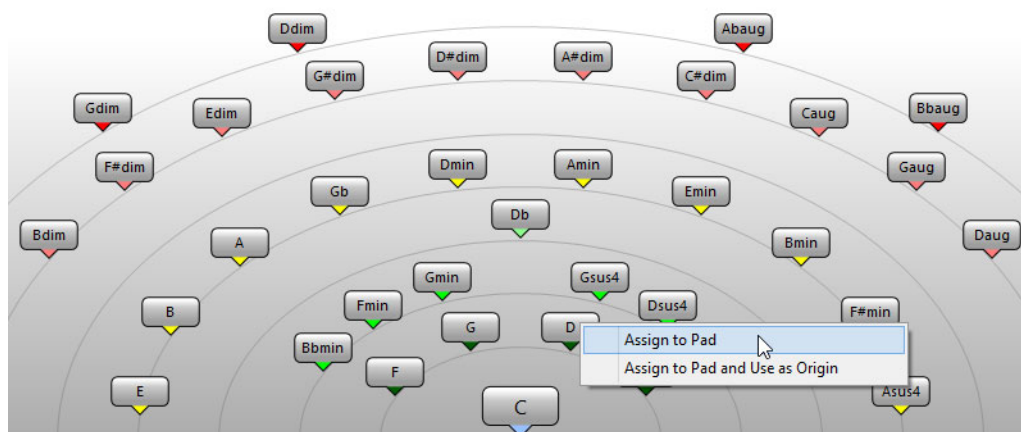 Ddim
Abaug
D#dim
A#dim
G#dim
C#dim
Gdim
Edim
Caug
Bbaug
F#dim
Dmin
Amin
Gaug
Gb
Emin
Db
Bdim
A
Bmin
Daug
Gmin
Gsus4
Fmin
Dsus4
B
F#min
G
D
Assign to Pad
Bbmin
Assign to Pad and Use as Origin
F
E
Asus4
C